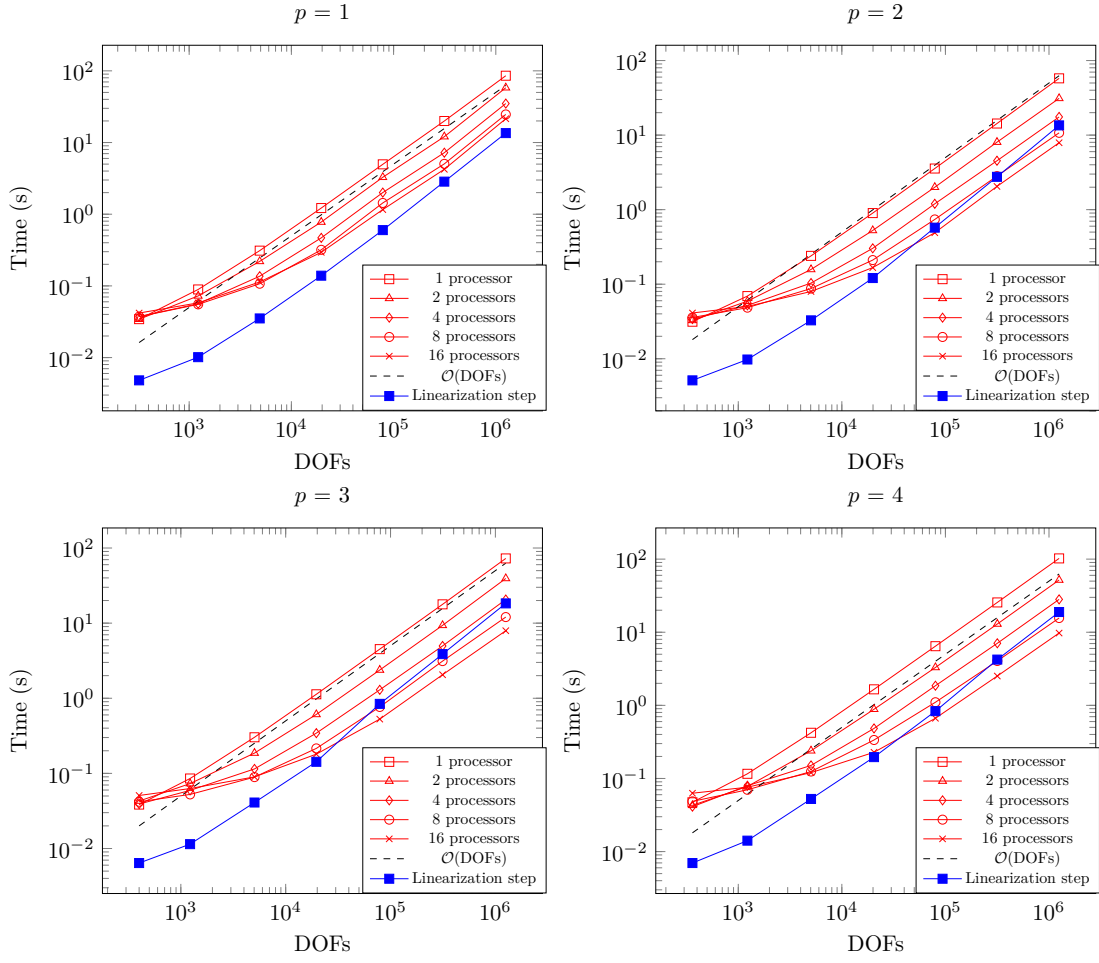 p = 1
10^2
10^1
10^0
10^{-1}
10^{-2}
Time (s)
10^3 10^4 10^5 10^6
DOFs
1 processor
2 processors
4 processors
8 processors
16 processors
𝒪(DOFs)
Linearization step
p = 2
10^2
10^1
10^0
10^{-1}
10^{-2}
Time (s)
10^3 10^4 10^5 10^6
DOFs
1 processor
2 processors
4 processors
8 processors
16 processors
𝒪(DOFs)
Linearization step
p = 3
10^2
10^1
10^0
10^{-1}
10^{-2}
Time (s)
10^3 10^4 10^5 10^6
DOFs
1 processor
2 processors
4 processors
8 processors
16 processors
𝒪(DOFs)
Linearization step
p = 4
10^2
10^1
10^0
10^{-1}
10^{-2}
Time (s)
10^3 10^4 10^5 10^6
DOFs
1 processor
2 processors
4 processors
8 processors
16 processors
𝒪(DOFs)
Linearization step